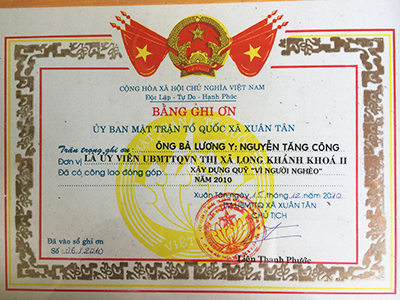 CỘNG HÒA XÃ HỘI CHỦ NGHĨA VIỆT NAM
Độc Lập - Tự Do - Hạnh Phúc
BẰNG GHI ƠN
ỦY BAN MẶT TRẬN TỔ QUỐC XÃ XUÂN TÂN
Trân trọng ghi ơn ÔNG BÀ LƯƠNG Y: NGUYỄN TĂNG CÔNG
Đơn vị LÀ ỦY VIÊN UBMTTQVN THỊ XÃ LONG KHÁNH KHOÁ II
Đã có công lao đóng góp: XÂY DỰNG QUỸ "VÌ NGƯỜI NGHÈO"
NĂM 2010
Xuân Tân, ngày 15 tháng 12 năm 2010
TM UBMTTQ XÃ XUÂN TÂN
CHỦ TỊCH
Đã vào sổ ghi ơn
Số: 06/2010
Liên Thanh Phước